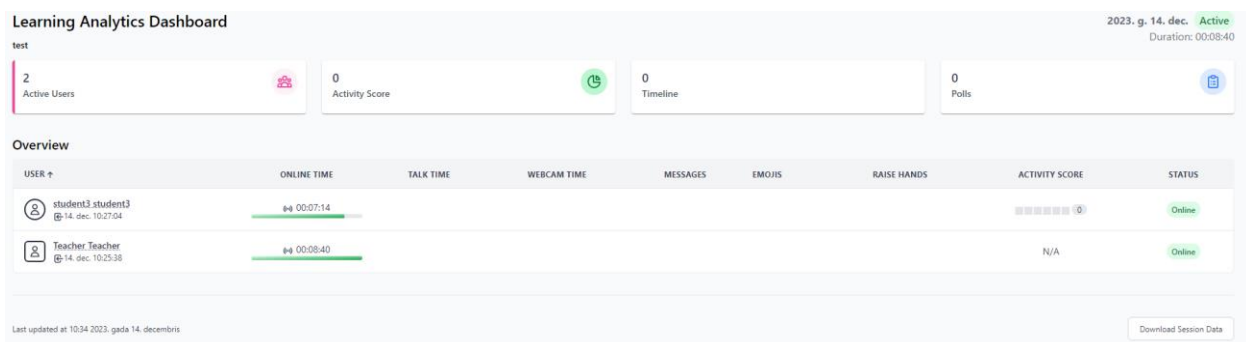 Learning Analytics Dashboard
2023. g. 14. dec. Active
test
Duration: 00:08:40
2
Active Users
0
Activity Score
0
Timeline
0
Polls
Overview
USER ↑ ONLINE TIME TALK TIME WEBCAM TIME MESSAGES EMOJIS RAISE HANDS ACTIVITY SCORE STATUS
student3 student3
14. dec. 10:27:04
00:07:14
0
Online
Teacher Teacher
14. dec. 10:25:38
00:08:40
N/A
Online
Last updated at 10:34 2023. gada 14. decembris
Download Session Data